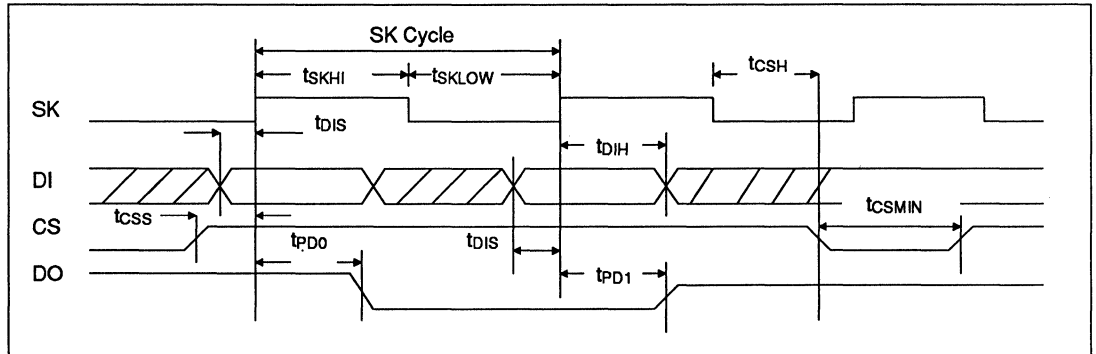 SK Cycle
tSKHI tSKLOW tCSH
SK
tDIS
tDIH
DI
tCSS tCSMIN
CS
tPD0 tDIS
DO tPD1